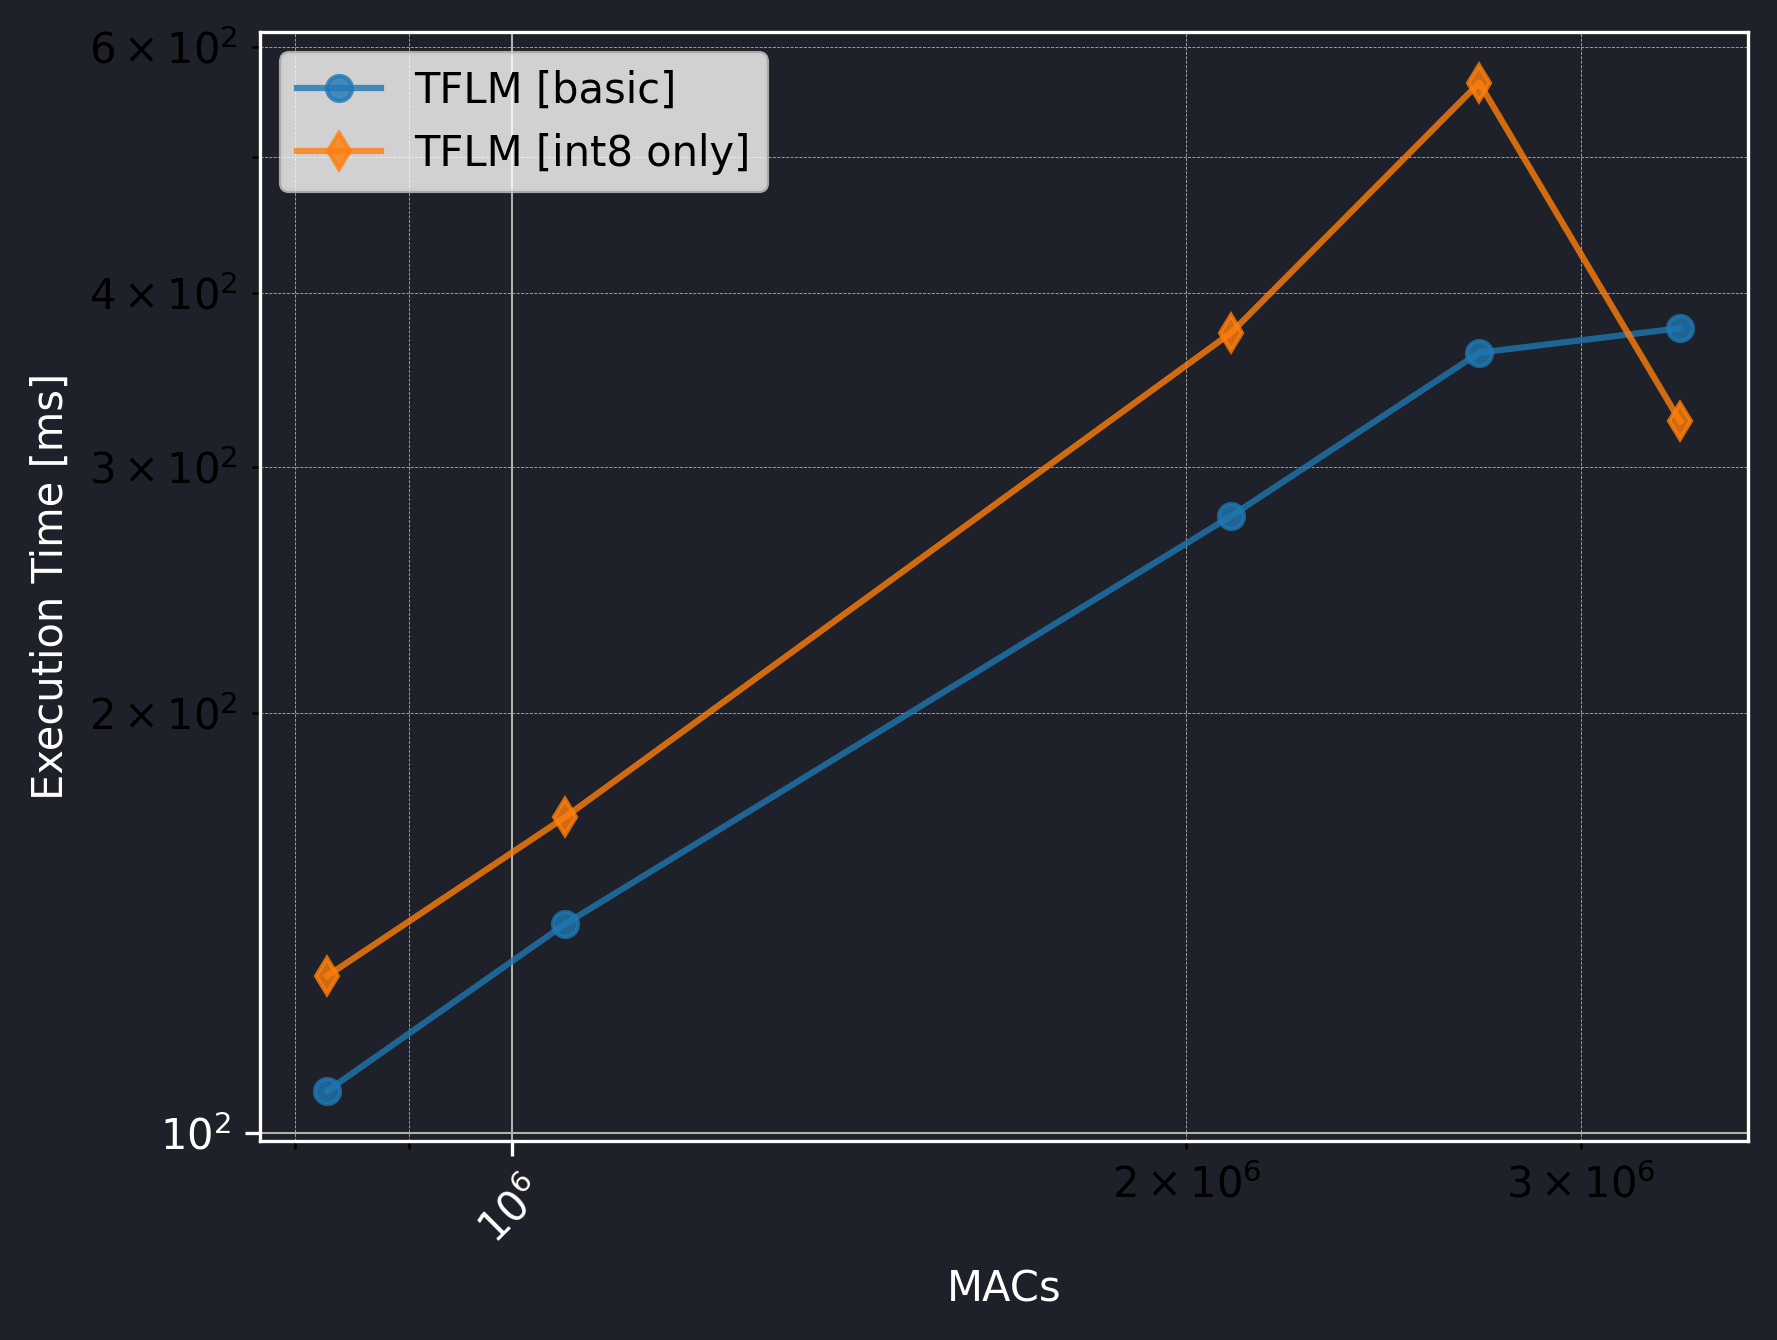 6 × 10²
TFLM [basic]
TFLM [int8 only]
4 × 10²
3 × 10²
2 × 10²
10²
Execution Time [ms]
10⁶
2 × 10⁶
3 × 10⁶
MACs